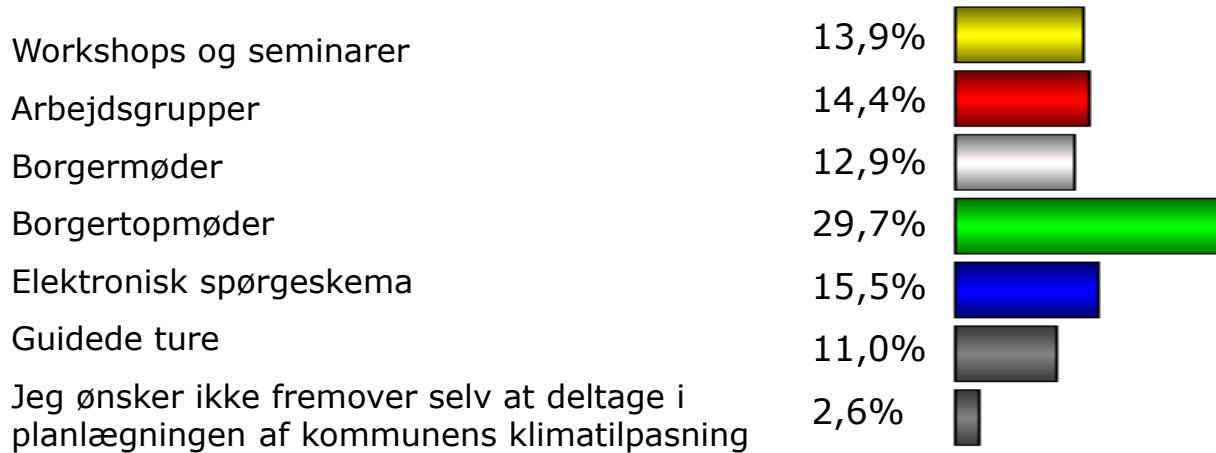 Workshops og seminarer 13,9%
Arbejdsgrupper 14,4%
Borgermøder 12,9%
Borgertopmøder 29,7%
Elektronisk spørgeskema 15,5%
Guidede ture 11,0%
Jeg ønsker ikke fremover selv at deltage i 2,6%
planlægningen af kommunens klimatilpasning